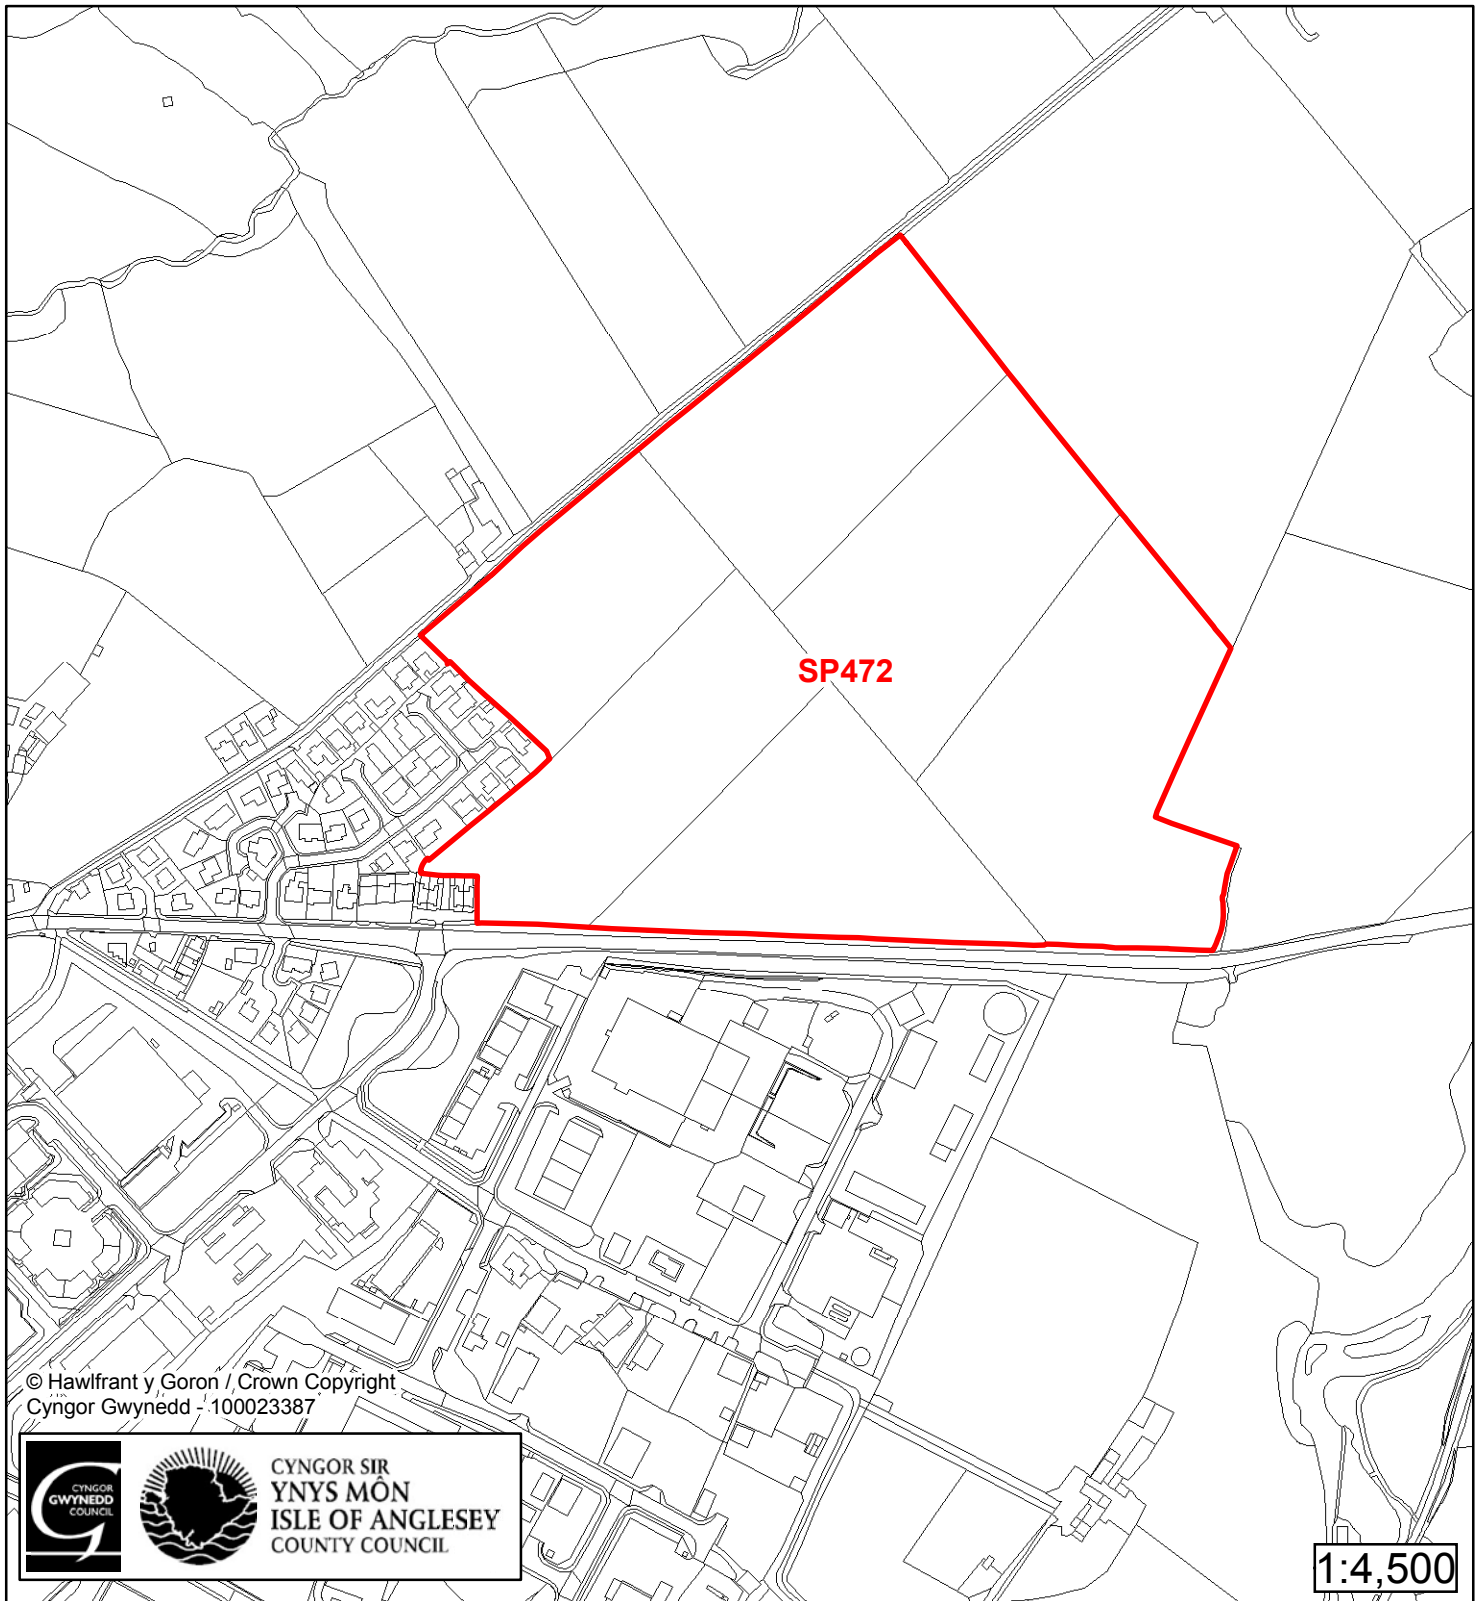 SP472
© Hawlfrant y Goron / Crown Copyright
Cyngor Gwynedd - 100023387
CYNGOR
GWYNEDD
COUNCIL
CYNGOR SIR
YNYS MÔN
ISLE OF ANGLESEY
COUNTY COUNCIL
1:4,500